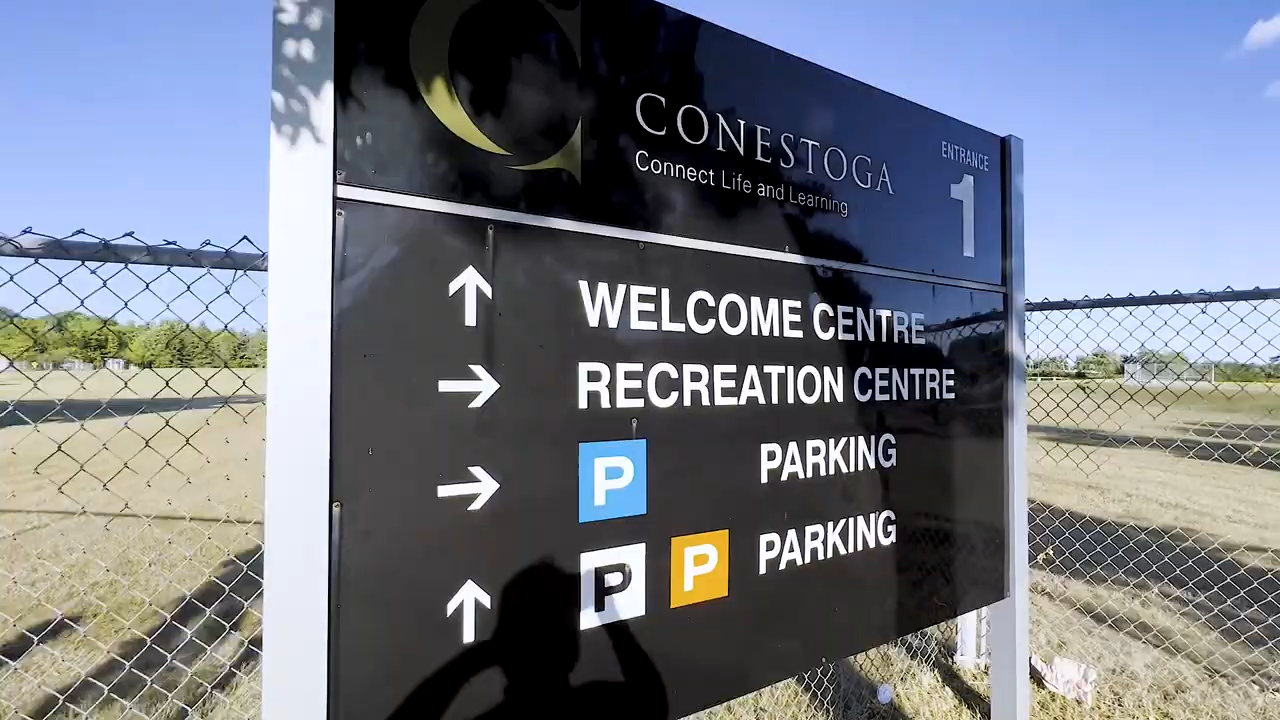 C
CONESTOGA
Connect Life and Learning
ENTRANCE
1
↑ WELCOME CENTRE
→ RECREATION CENTRE
→ P PARKING
↑ P P PARKING